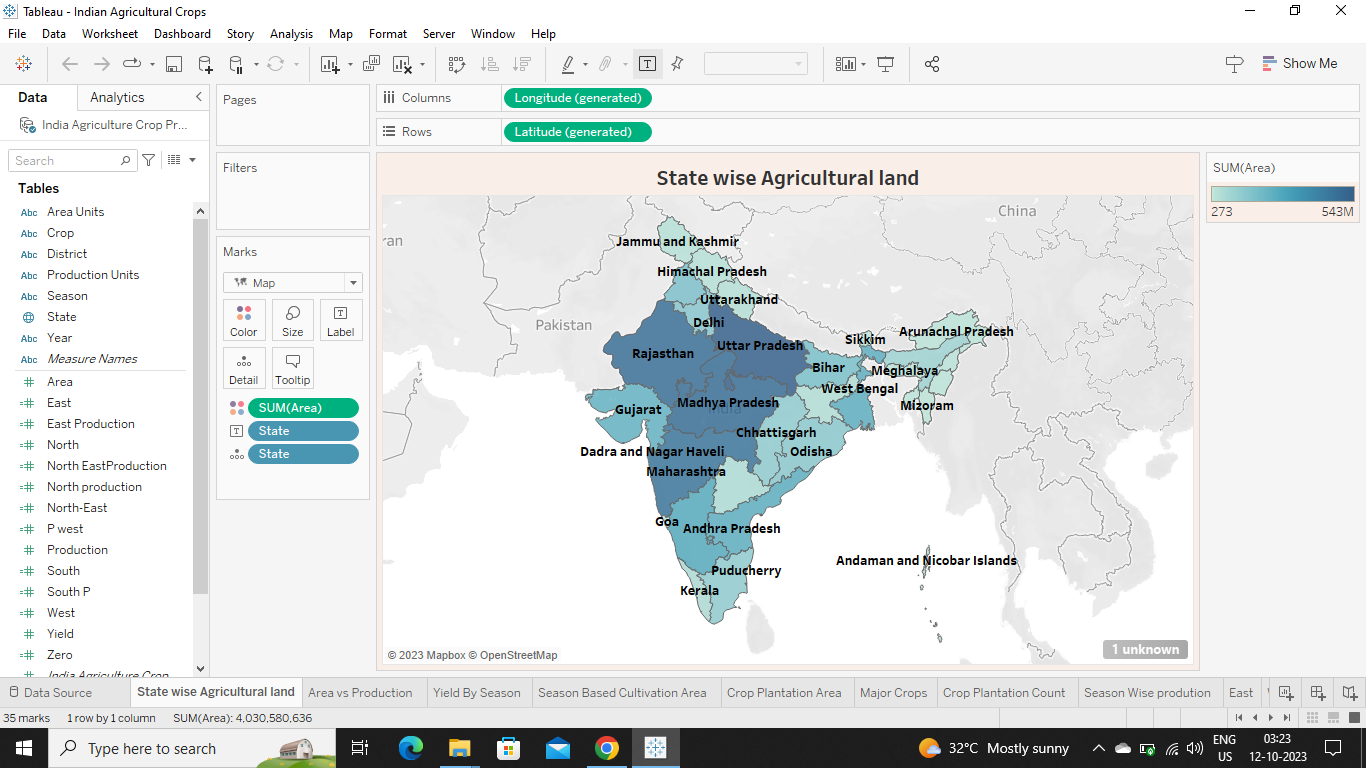 Tableau - Indian Agricultural Crops
File Data Worksheet Dashboard Story Analysis Map Format Server Window Help
Show Me
Data Analytics
India Agriculture Crop Pr...
Search
Tables
Abc Area Units
Abc Crop
Abc District
Abc Production Units
Abc Season
State
Abc Year
Abc Measure Names
Area
East
East Production
North
North EastProduction
North production
North-East
P west
Production
South
South P
West
Yield
Zero
Pages
Filters
Marks
Map
Color Size Label
Detail Tooltip
SUM(Area)
State
State
Columns Longitude (generated)
Rows Latitude (generated)
State wise Agricultural land
China
Jammu and Kashmir
Himachal Pradesh
Uttarakhand
Pakistan
Delhi
Arunachal Pradesh
Sikkim
Uttar Pradesh
Rajasthan
Bihar
Meghalaya
West Bengal
Madhya Pradesh
Mizoram
Gujarat
Chhattisgarh
Dadra and Nagar Haveli
Odisha
Maharashtra
Goa
Andhra Pradesh
Andaman and Nicobar Islands
Puducherry
Kerala
© 2023 Mapbox © OpenStreetMap
1 unknown
SUM(Area)
273 543M
Data Source State wise Agricultural land Area vs Production Yield By Season Season Based Cultivation Area Crop Plantation Area Major Crops Crop Plantation Count Season Wise prodution East
35 marks 1 row by 1 column SUM(Area): 4,030,580,636
Type here to search
32°C Mostly sunny
ENG
US
03:23
12-10-2023